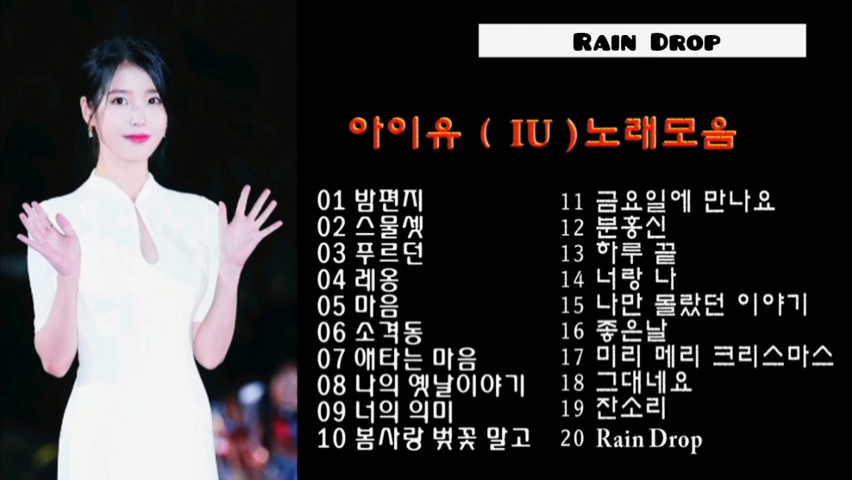 RAIN DROP
아이유 ( IU )노래모음
01 밤편지
02 스물셋
03 푸르던
04 레옹
05 마음
06 소격동
07 애타는 마음
08 나의 옛날이야기
09 너의 의미
10 봄사랑 벚꽃 말고
11 금요일에 만나요
12 분홍신
13 하루 끝
14 너랑 나
15 나만 몰랐던 이야기
16 좋은날
17 미리 메리 크리스마스
18 그대네요
19 잔소리
20 Rain Drop